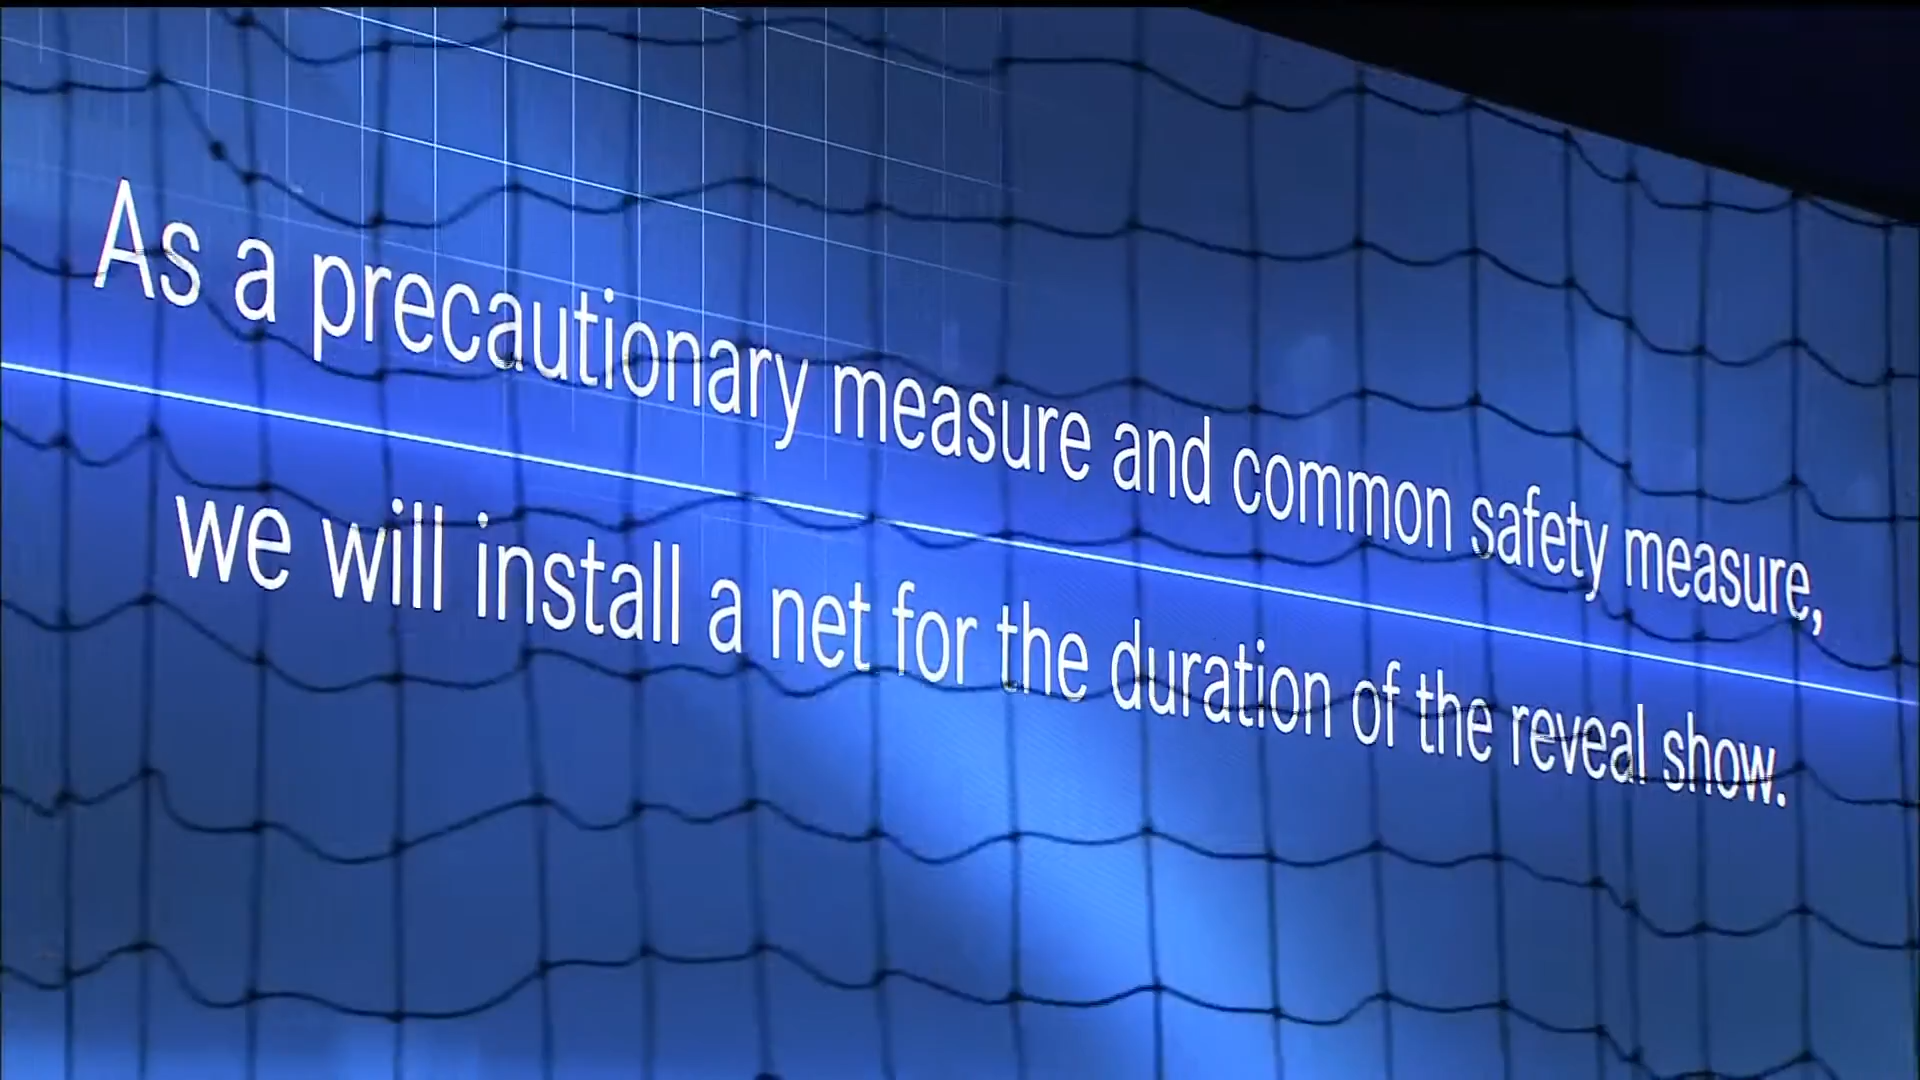 As a precautionary measure and common safety measure,
we will install a net for the duration of the reveal show.